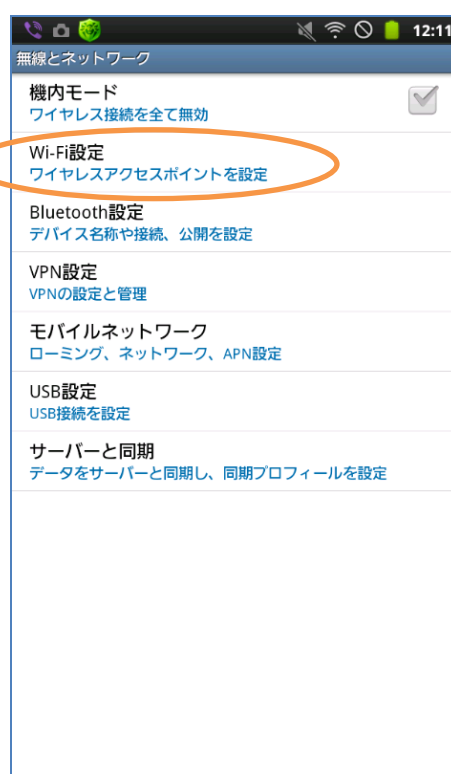 12:11
無線とネットワーク
機内モード
ワイヤレス接続を全て無効
Wi-Fi設定
ワイヤレスアクセスポイントを設定
Bluetooth設定
デバイス名称や接続、公開を設定
VPN設定
VPNの設定と管理
モバイルネットワーク
ローミング、ネットワーク、APN設定
USB設定
USB接続を設定
サーバーと同期
データをサーバーと同期し、同期プロフィールを設定